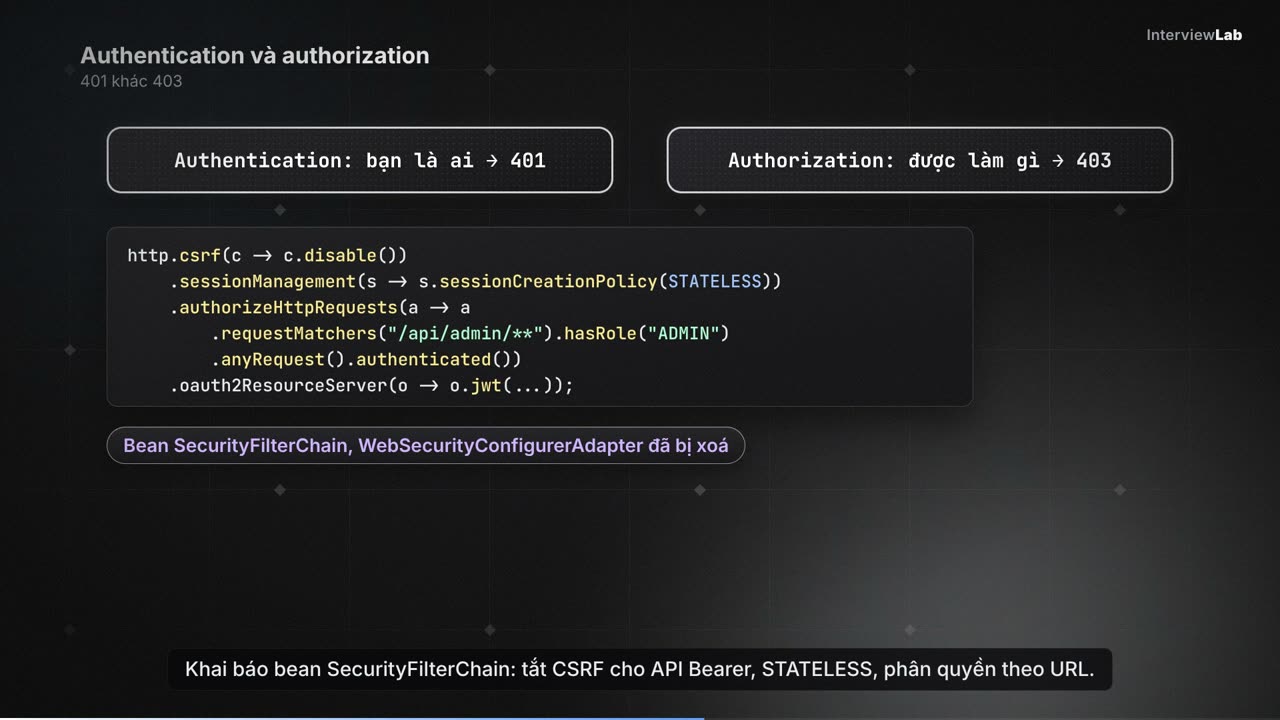 InterviewLab
Authentication và authorization
401 khác 403
Authentication: bạn là ai → 401
Authorization: được làm gì → 403
http.csrf(c → c.disable())
    .sessionManagement(s → s.sessionCreationPolicy(STATELESS))
    .authorizeHttpRequests(a → a
        .requestMatchers("/api/admin/**").hasRole("ADMIN")
        .anyRequest().authenticated())
    .oauth2ResourceServer(o → o.jwt(...));
Bean SecurityFilterChain, WebSecurityConfigurerAdapter đã bị xoá
Khai báo bean SecurityFilterChain: tắt CSRF cho API Bearer, STATELESS, phân quyền theo URL.